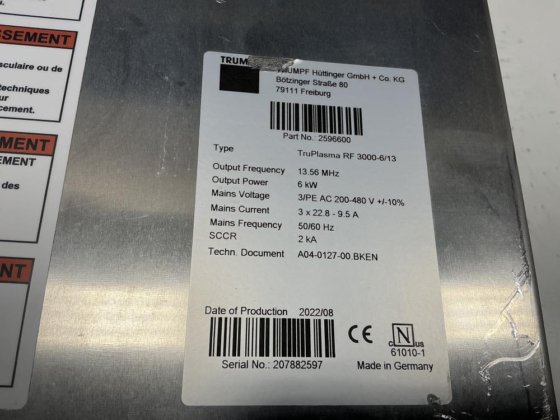 SSEMENT
sculaire ou de
techniques
ur
cement.
MENT
EMENT
des
NT
TRUM
TRUMPF Hüttinger GmbH + Co. KG
Bötzinger Straße 80
79111 Freiburg
Part No.: 2596600
Type TruPlasma RF 3000-6/13
Output Frequency 13.56 MHz
Output Power 6 kW
Mains Voltage 3/PE AC 200-480 V +/-10%
Mains Current 3 x 22.8 - 9.5 A
Mains Frequency 50/60 Hz
SCCR 2 kA
Techn. Document A04-0127-00.BKEN
Date of Production 2022/08
Serial No.: 207882597
CE
C N US
61010-1
Made in Germany